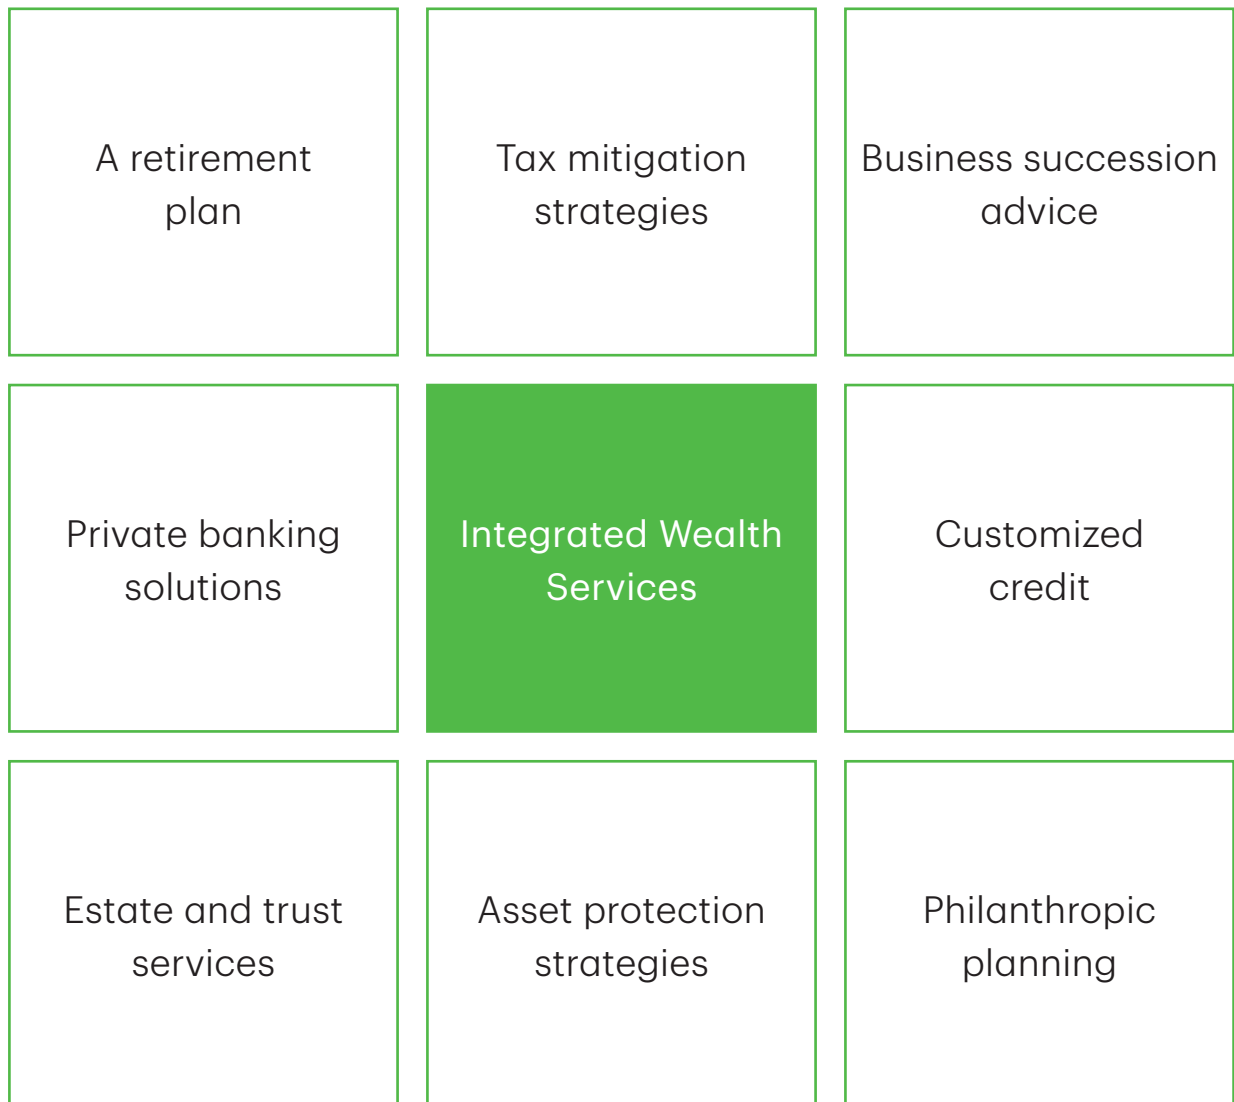 A retirement
plan
Tax mitigation
strategies
Business succession
advice
Private banking
solutions
Integrated Wealth
Services
Customized
credit
Estate and trust
services
Asset protection
strategies
Philanthropic
planning